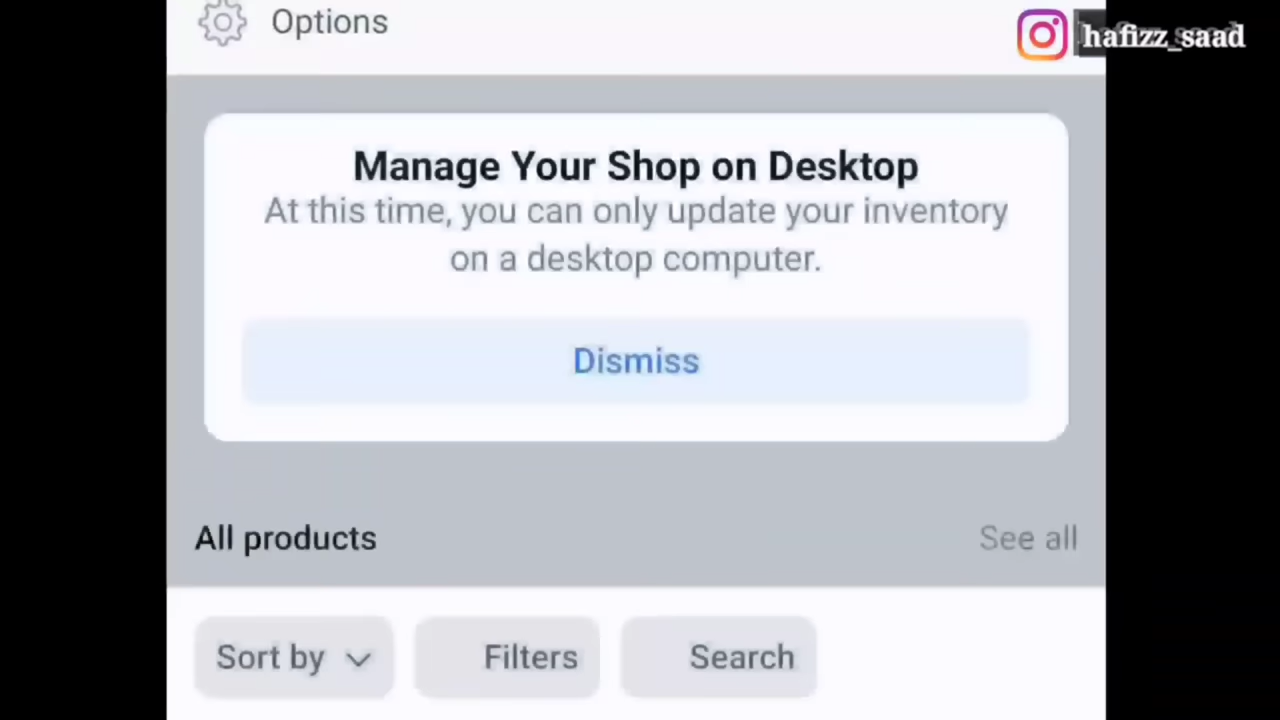 Options
hafizz_saad
Manage Your Shop on Desktop
At this time, you can only update your inventory
on a desktop computer.
Dismiss
All products
See all
Sort by
Filters
Search